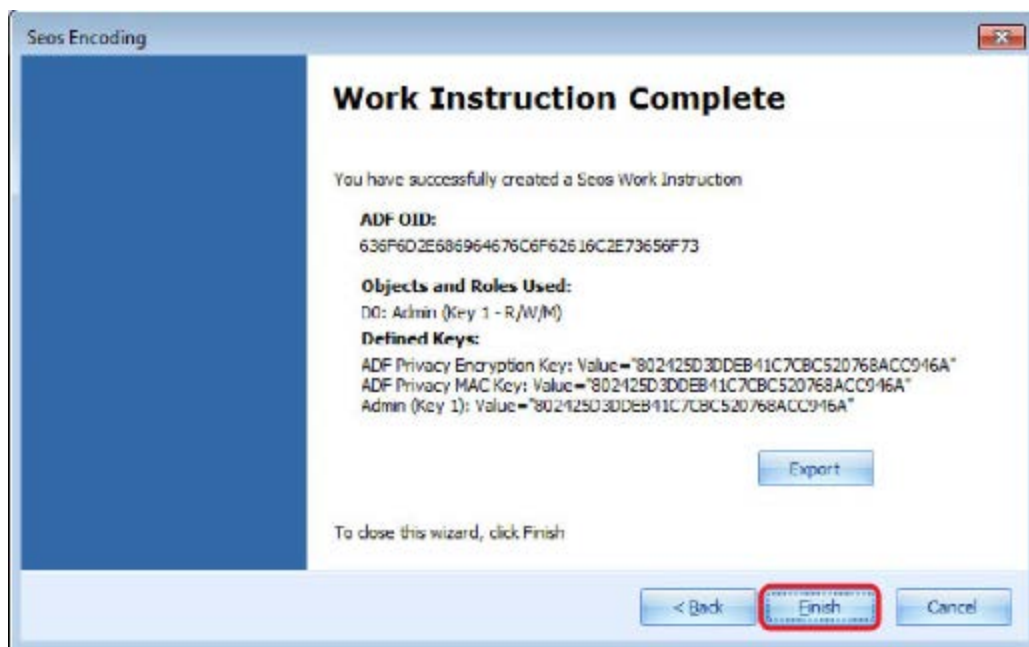 Seos Encoding
Work Instruction Complete
You have successfully created a Seos Work Instruction
ADF OID:
636F6D2E686964676C6F62616C2E73656F73
Objects and Roles Used:
D0: Admin (Key 1 - R/W/M)
Defined Keys:
ADF Privacy Encryption Key: Value="802425D3DDEB41C7CBC520768ACC946A"
ADF Privacy MAC Key: Value="802425D3DDEB41C7CBC520768ACC946A"
Admin (Key 1): Value="802425D3DDEB41C7CBC520768ACC946A"
Export
To close this wizard, click Finish
< Back
Finish
Cancel